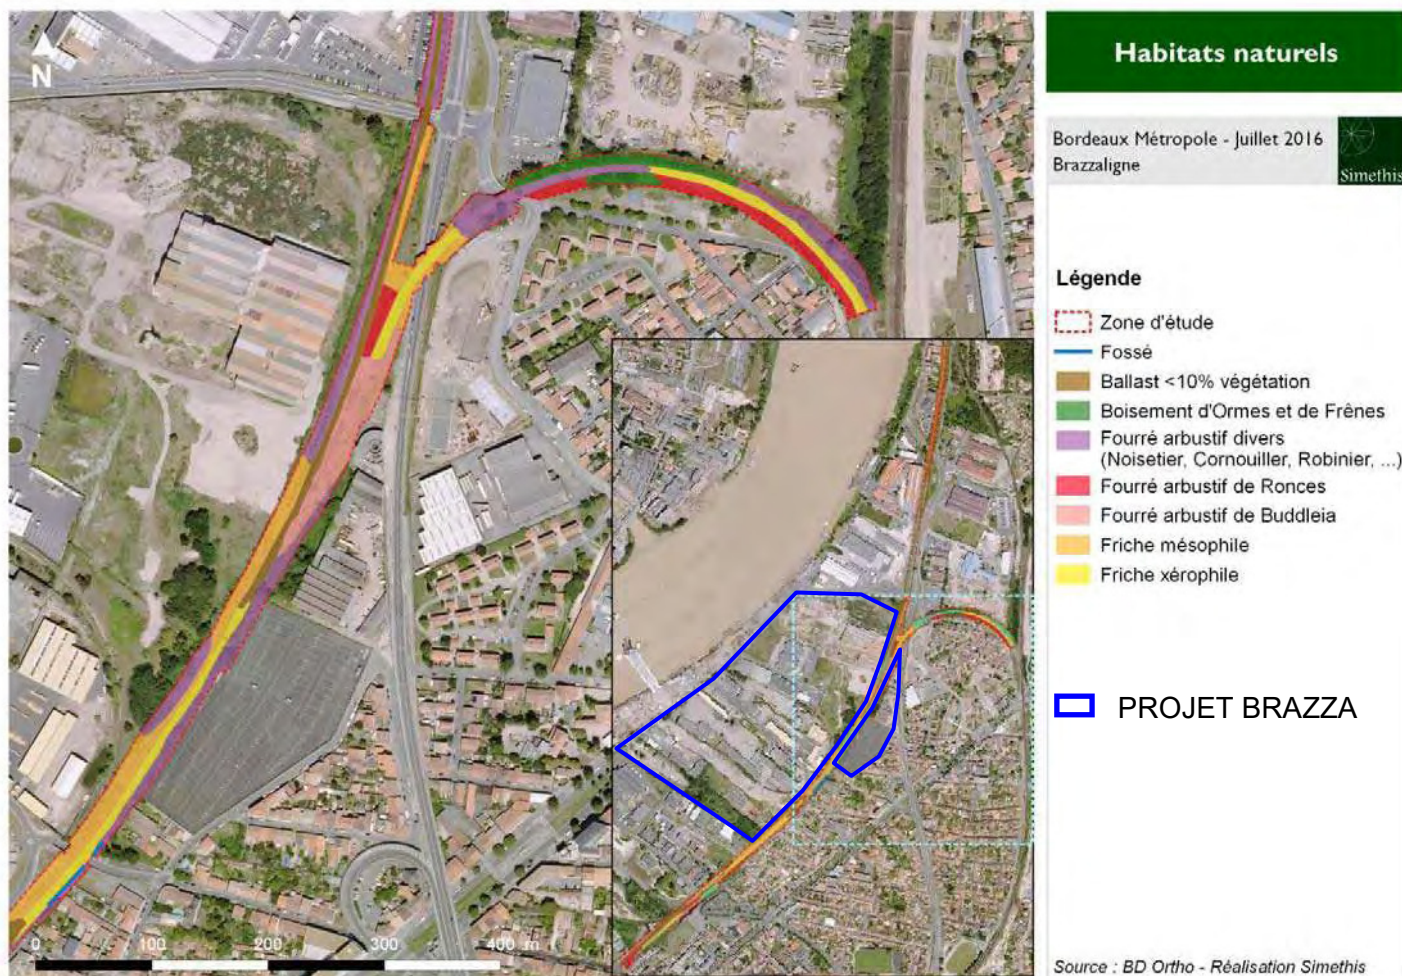 N
Habitats naturels
Bordeaux Métropole - Juillet 2016
Brazzaligne
Simethis
Légende
Zone d'étude
Fossé
Ballast <10% végétation
Boisement d'Ormes et de Frênes
Fourré arbustif divers
(Noisetier, Cornouiller, Robinier, ...)
Fourré arbustif de Ronces
Fourré arbustif de Buddleia
Friche mésophile
Friche xérophile
PROJET BRAZZA
0 100 200 300 400 m
Source : BD Ortho - Réalisation Simethis